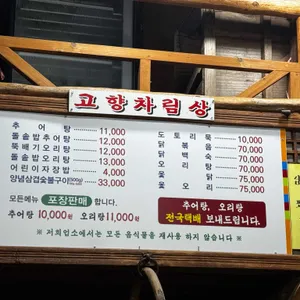 고향차림상
추어탕 11,000
돌솥밥추어탕 12,000
뚝배기오리탕 12,000
돌솥밥오리탕 13,000
어린이자장밥 4,000
양념삼겹숯불구이(500g) 33,000
도토리묵 10,000
닭볶음 70,000
닭백숙 70,000
오리탕 70,000
옻닭 75,000
옻오리 75,000
모든메뉴 포장판매 합니다.
추어탕 10,000원 오리탕 11,000원
추어탕, 오리탕
전국택배 보내드립니다.
※ 저희업소에서는 모든 음식물을 재사용 하지 않습니다 ※